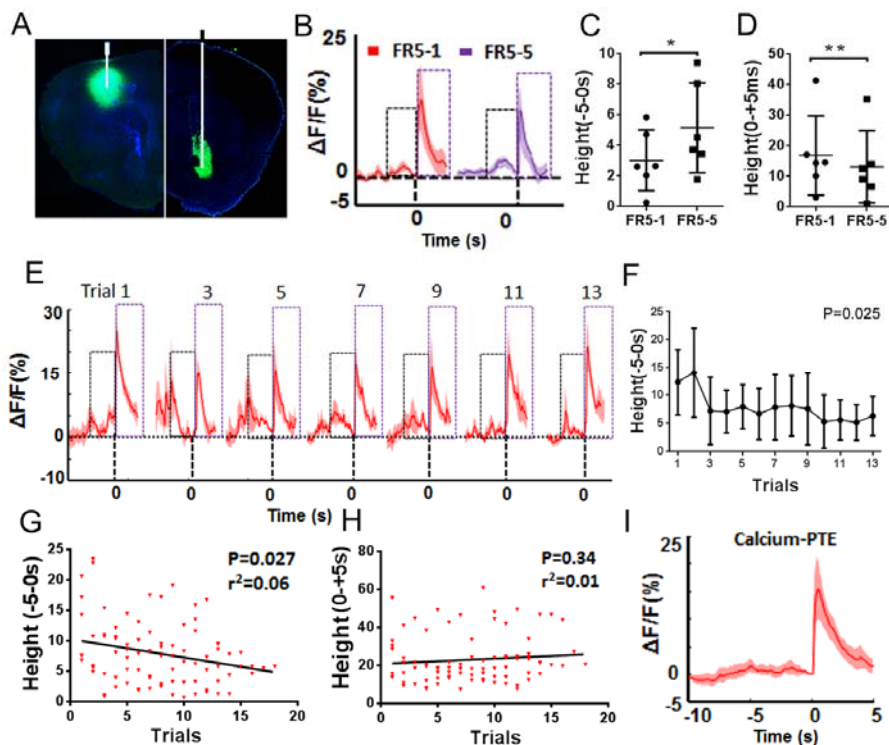 A
B
25
FR5-1
FR5-5
ΔF/F(%)
0
-5
0
0
Time (s)
C
*
Height(-5-0s)
10
8
6
4
2
0
FR5-1
FR5-5
D
**
Height(0-+5ms)
50
40
30
20
10
0
FR5-1
FR5-5
E
Trial 1 3 5 7 9 11 13
ΔF/F(%)
30
15
0
-10
0 0 0 0 0 0 0
Time (s)
F
P=0.025
Height(-5-0s)
25
20
15
10
5
0
1 3 5 7 9 11 13
Trials
G
P=0.027
r²=0.06
Height (-5-0s)
25
20
15
10
5
0
0 5 10 15 20
Trials
H
P=0.34
r²=0.01
Height (0-+5s)
80
60
40
20
0
0 5 10 15 20
Trials
I
Calcium-PTE
ΔF/F(%)
25
0
-5
-10 -5 0 5
Time (s)